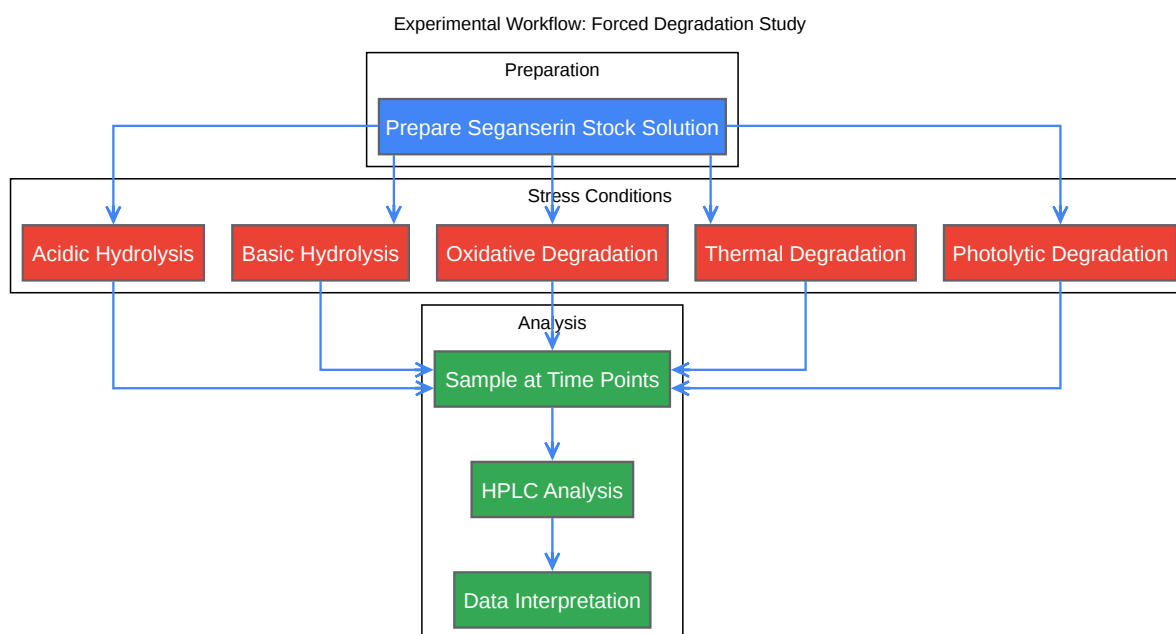 Experimental Workflow: Forced Degradation Study
Preparation
Prepare Seganserin Stock Solution
Stress Conditions
Acidic Hydrolysis
Basic Hydrolysis
Oxidative Degradation
Thermal Degradation
Photolytic Degradation
Analysis
Sample at Time Points
HPLC Analysis
Data Interpretation